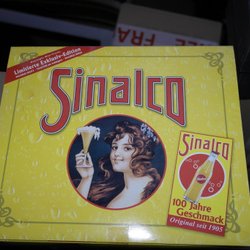 FRA
Limitierte Exklusiv-Edition
Sinalco
Sinalco
100 Jahre
Geschmack
Original seit 1905